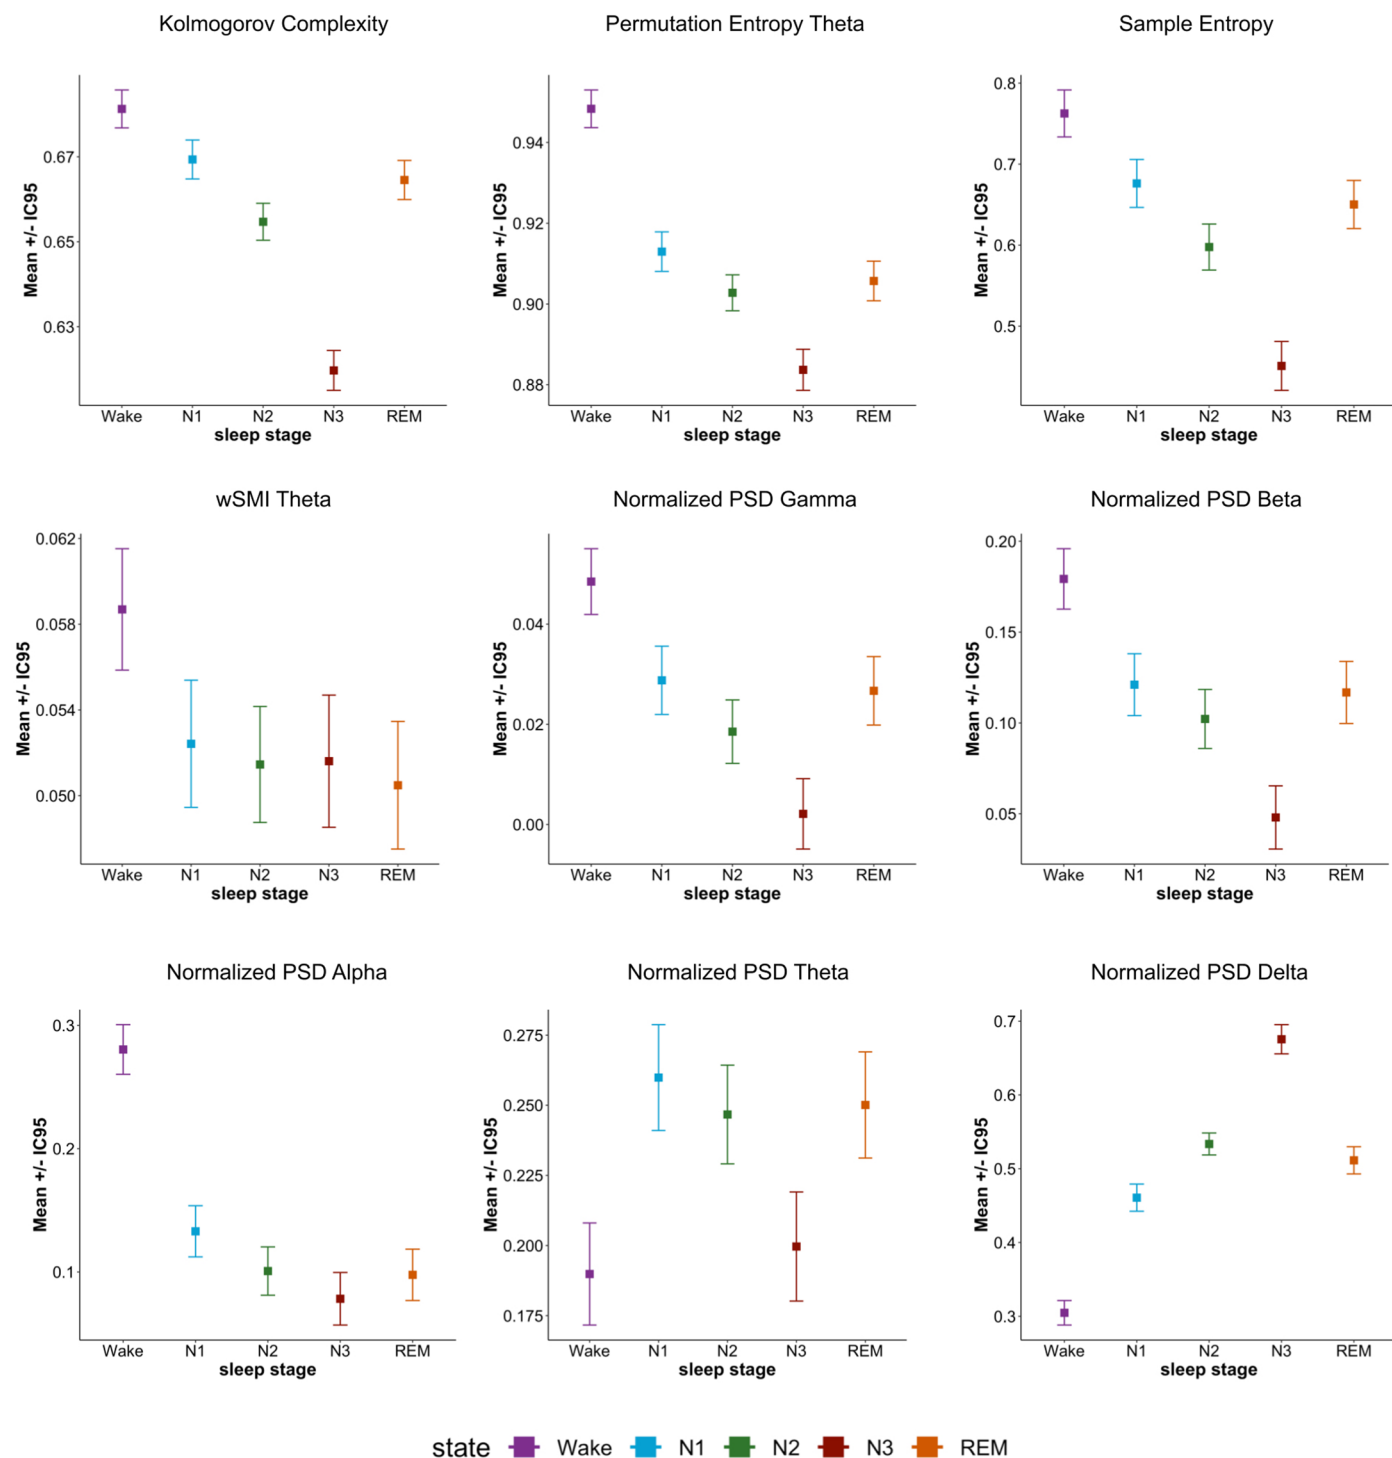 Kolmogorov Complexity
Permutation Entropy Theta
Sample Entropy
Mean +/- IC95
0.67
0.65
0.63
Wake N1 N2 N3 REM
sleep stage
Mean +/- IC95
0.94
0.92
0.90
0.88
Wake N1 N2 N3 REM
sleep stage
Mean +/- IC95
0.8
0.7
0.6
0.5
Wake N1 N2 N3 REM
sleep stage
wSMI Theta
Normalized PSD Gamma
Normalized PSD Beta
Mean +/- IC95
0.062
0.058
0.054
0.050
Wake N1 N2 N3 REM
sleep stage
Mean +/- IC95
0.04
0.02
0.00
Wake N1 N2 N3 REM
sleep stage
Mean +/- IC95
0.20
0.15
0.10
0.05
Wake N1 N2 N3 REM
sleep stage
Normalized PSD Alpha
Normalized PSD Theta
Normalized PSD Delta
Mean +/- IC95
0.3
0.2
0.1
Wake N1 N2 N3 REM
sleep stage
Mean +/- IC95
0.275
0.250
0.225
0.200
0.175
Wake N1 N2 N3 REM
sleep stage
Mean +/- IC95
0.7
0.6
0.5
0.4
0.3
Wake N1 N2 N3 REM
sleep stage
state Wake N1 N2 N3 REM